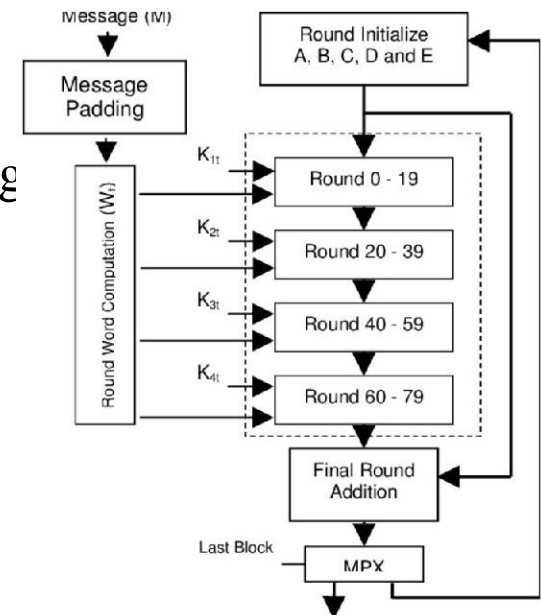 Message (M)
Message
Padding
g
Round Word Computation (Wₜ)
Round Initialize
A, B, C, D and E
K₁ₜ
Round 0 - 19
K₂ₜ
Round 20 - 39
K₃ₜ
Round 40 - 59
K₄ₜ
Round 60 - 79
Final Round
Addition
Last Block
MPX